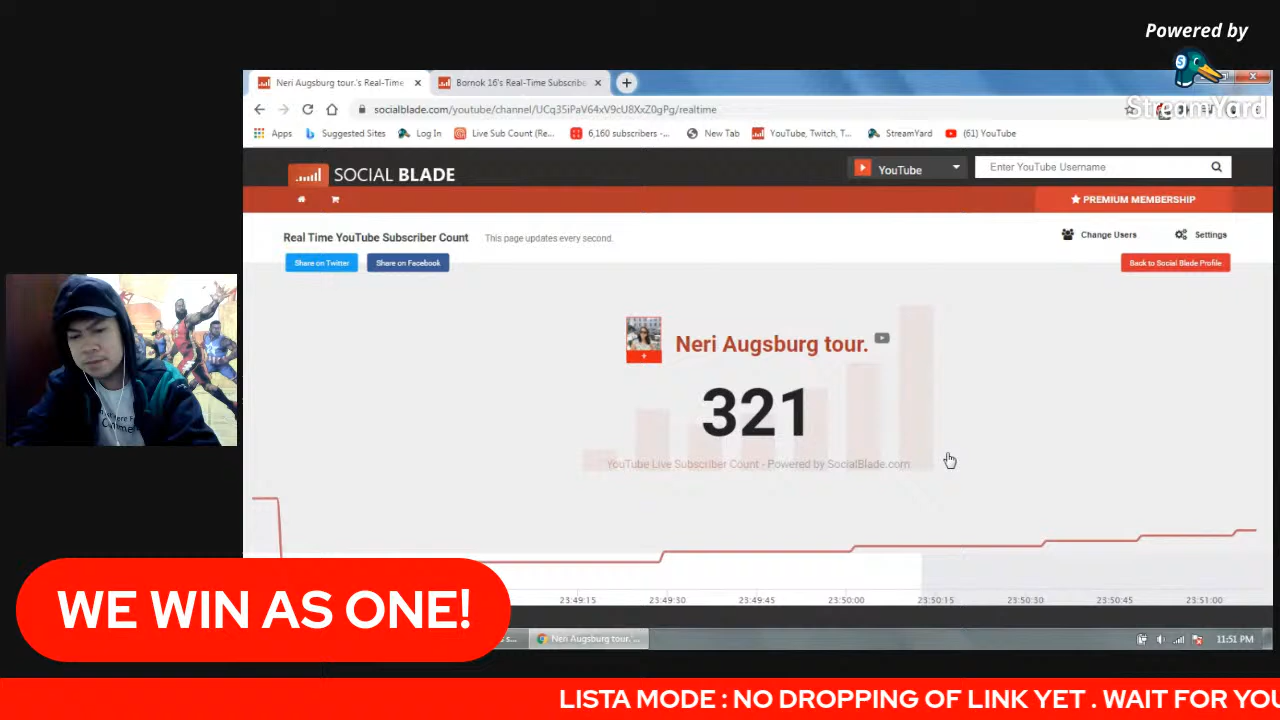 Powered by
StreamYard
Neri Augsburg tour.'s Real-Time
Bornok 16's Real-Time Subscribe
socialblade.com/youtube/channel/UCq35iPaV64xV9cU8XxZ0gPg/realtime
Apps
Suggested Sites
Log In
Live Sub Count (Re...
6,160 subscribers -...
New Tab
YouTube, Twitch, T...
StreamYard
(61) YouTube
SOCIAL BLADE
YouTube
Enter YouTube Username
PREMIUM MEMBERSHIP
Real Time YouTube Subscriber Count
This page updates every second.
Change Users
Settings
Share on Twitter
Share on Facebook
Back to Social Blade Profile
Neri Augsburg tour.
321
YouTube Live Subscriber Count - Powered by SocialBlade.com
23:49:15
23:49:30
23:49:45
23:50:00
23:50:15
23:50:30
23:50:45
23:51:00
WE WIN AS ONE!
Neri Augsburg tour.'...
11:51 PM
LISTA MODE : NO DROPPING OF LINK YET . WAIT FOR YOU